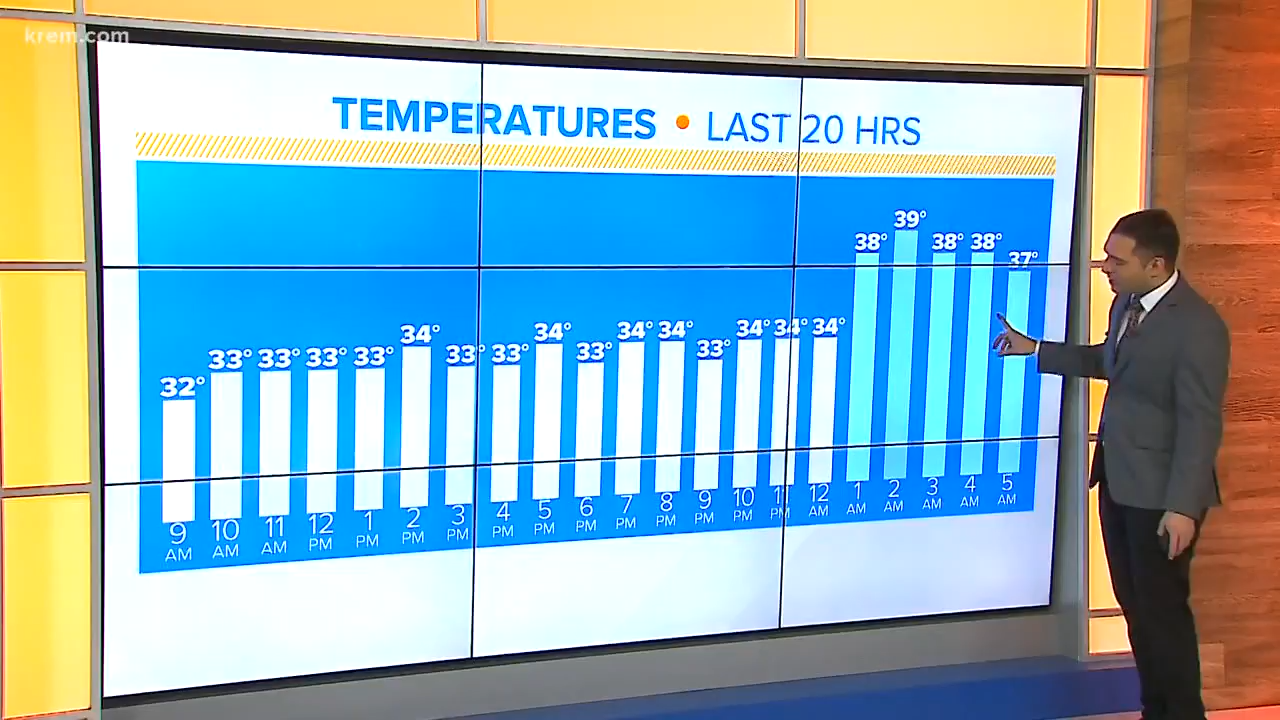 krem.com
TEMPERATURES • LAST 20 HRS
32° 33° 33° 33° 33° 34° 33° 33° 34° 33° 34° 34° 33° 34° 34° 34° 38° 39° 38° 38° 37°
9 10 11 12 1 2 3 4 5 6 7 8 9 10 11 12 1 2 3 4 5
AM AM AM PM PM PM PM PM PM PM PM PM PM PM PM AM AM AM AM AM AM